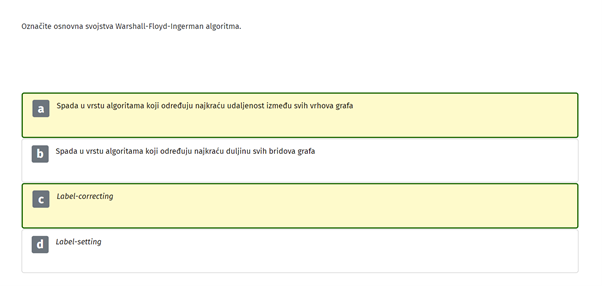 Označite osnovna svojstva Warshall-Floyd-Ingerman algoritma.
a Spada u vrstu algoritama koji određuju najkraću udaljenost između svih vrhova grafa
b Spada u vrstu algoritama koji određuju najkraću duljinu svih bridova grafa
c Label-correcting
d Label-setting